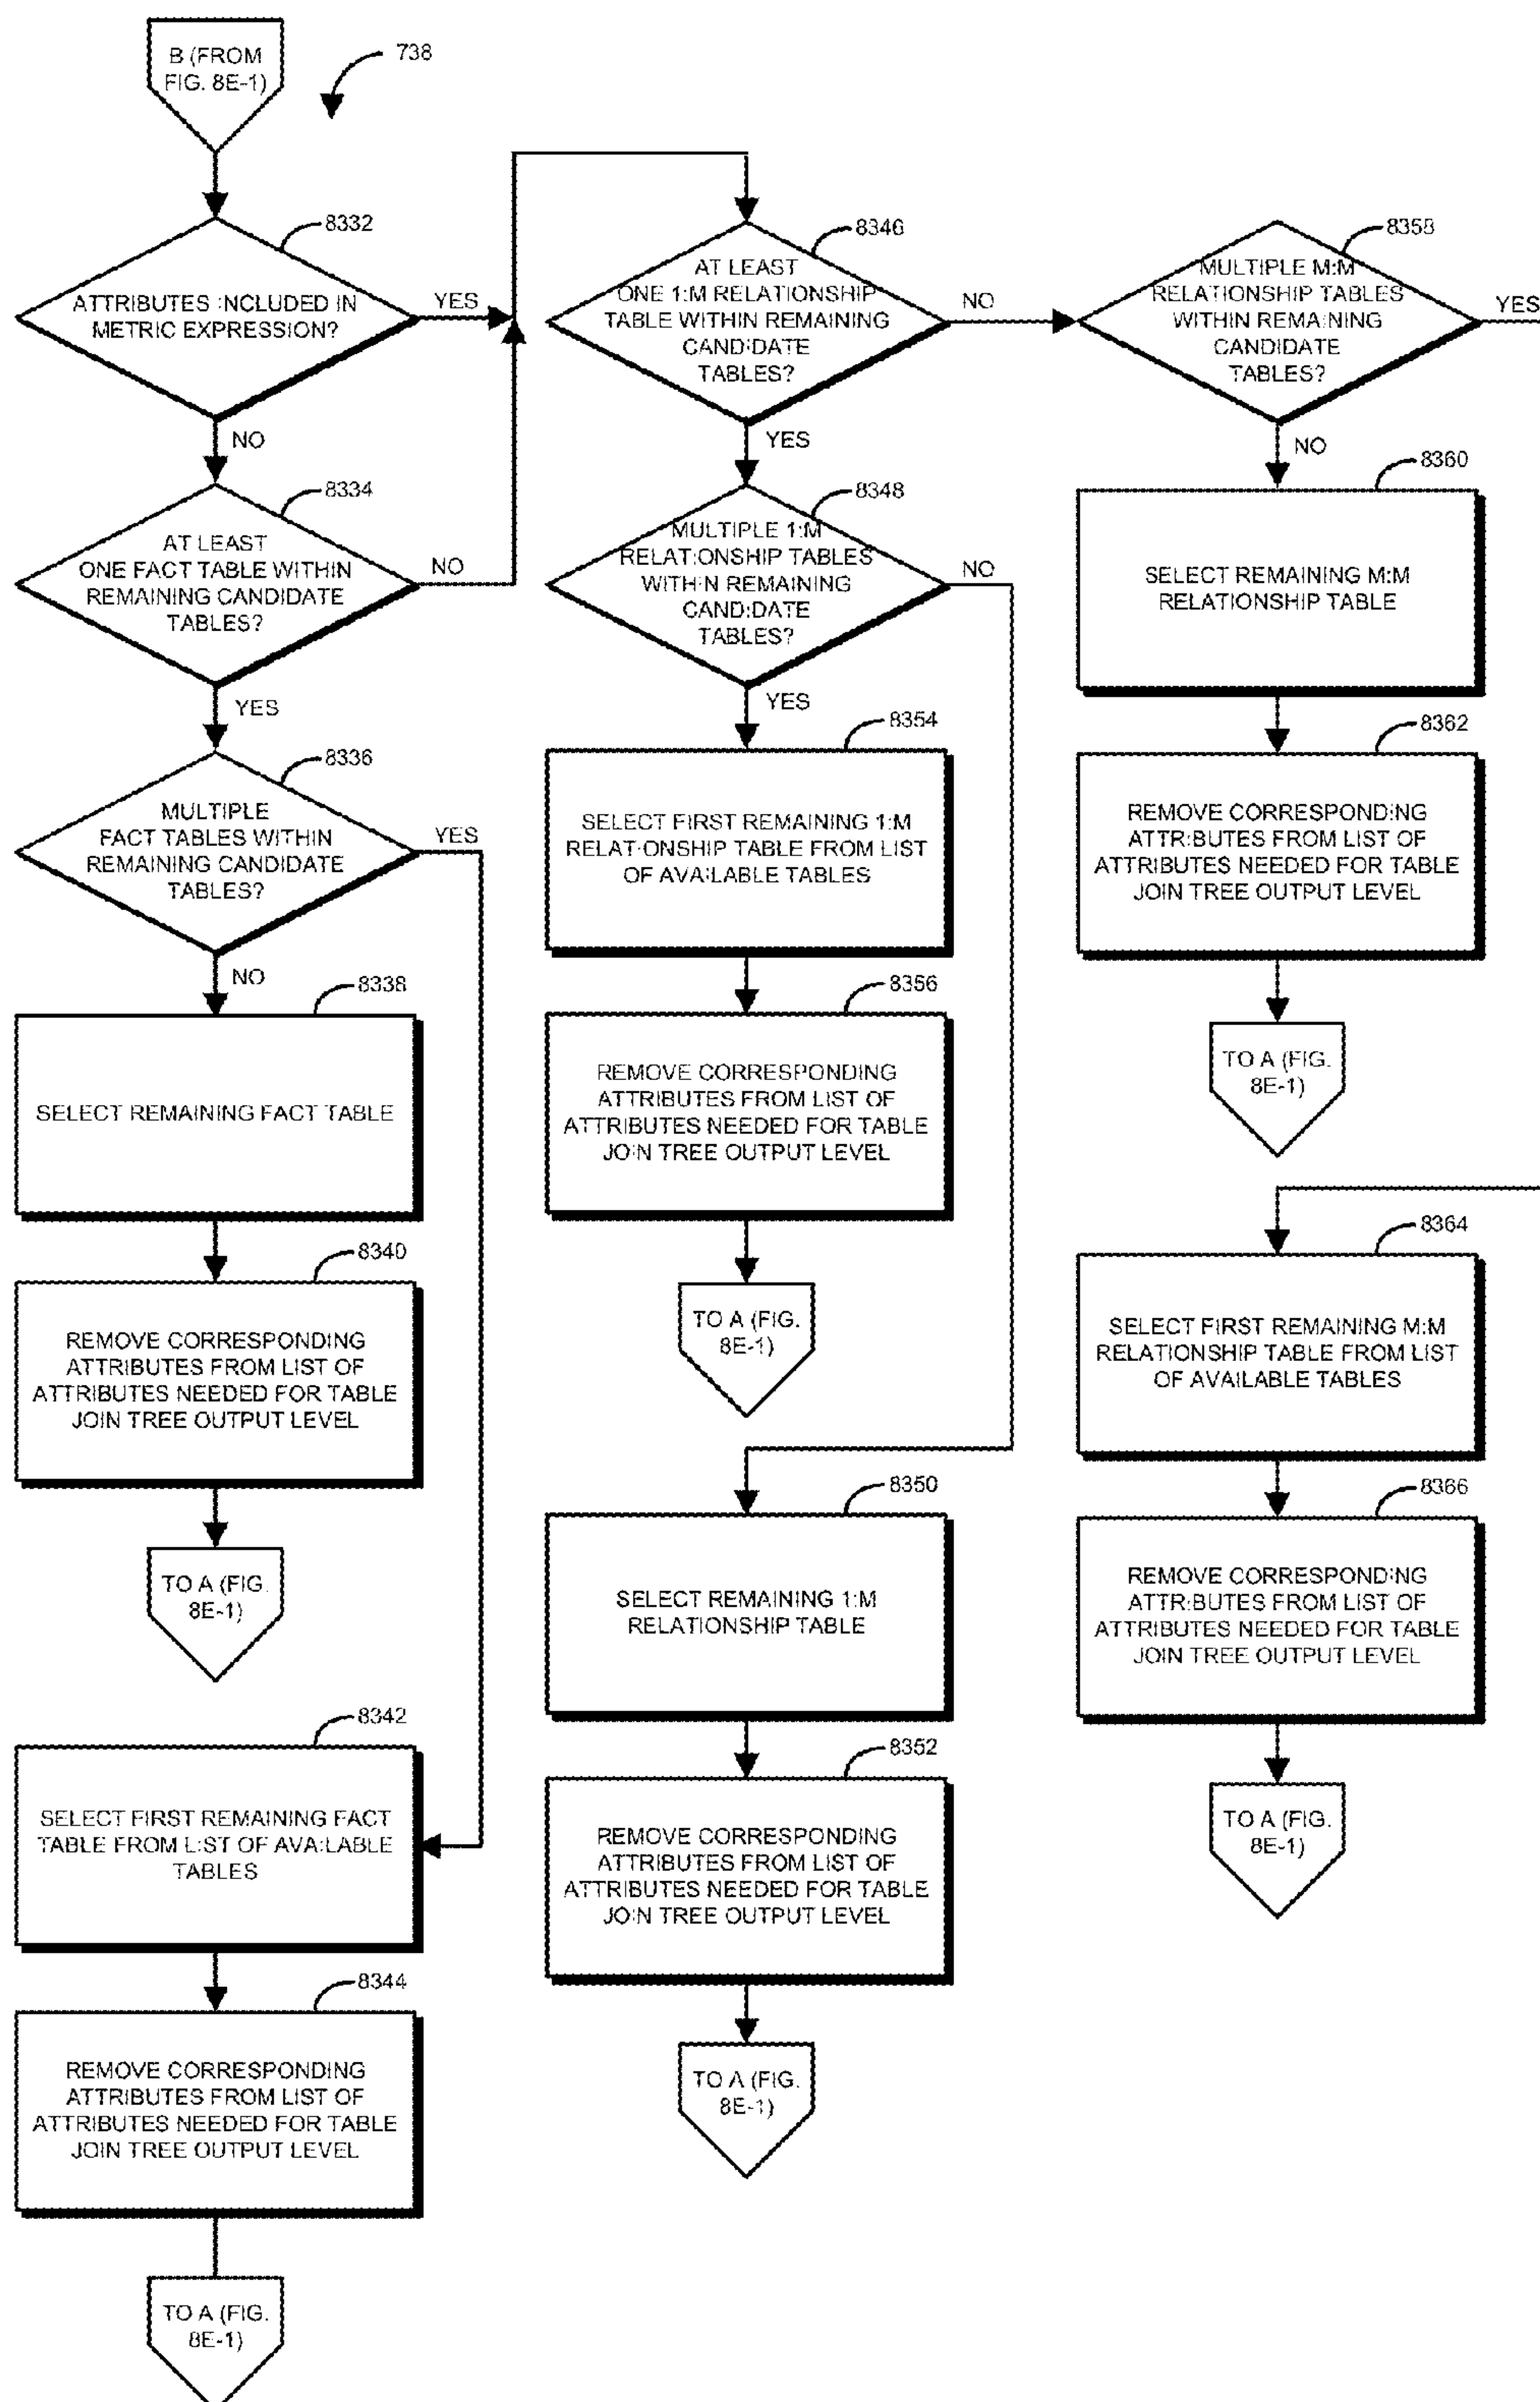 B (FROM
FIG. 8E-1)
738
8332
ATTRIBUTES INCLUDED IN
METRIC EXPRESSION?
YES
NO
8334
AT LEAST
ONE FACT TABLE WITHIN
REMAINING CANDIDATE
TABLES?
NO
YES
8336
MULTIPLE
FACT TABLES WITHIN
REMAINING CANDIDATE
TABLES?
YES
NO
8338
SELECT REMAINING FACT TABLE
8340
REMOVE CORRESPONDING
ATTRIBUTES FROM LIST OF
ATTRIBUTES NEEDED FOR TABLE
JOIN TREE OUTPUT LEVEL
TO A (FIG.
8E-1)
8342
SELECT FIRST REMAINING FACT
TABLE FROM LIST OF AVAILABLE
TABLES
8344
REMOVE CORRESPONDING
ATTRIBUTES FROM LIST OF
ATTRIBUTES NEEDED FOR TABLE
JOIN TREE OUTPUT LEVEL
TO A (FIG.
8E-1)
8346
AT LEAST
ONE 1:M RELATIONSHIP
TABLE WITHIN REMAINING
CANDIDATE
TABLES?
NO
YES
8348
MULTIPLE 1:M
RELATIONSHIP TABLES
WITHIN REMAINING
CANDIDATE
TABLES?
NO
YES
8354
SELECT FIRST REMAINING 1:M
RELATIONSHIP TABLE FROM LIST
OF AVAILABLE TABLES
8356
REMOVE CORRESPONDING
ATTRIBUTES FROM LIST OF
ATTRIBUTES NEEDED FOR TABLE
JOIN TREE OUTPUT LEVEL
TO A (FIG.
8E-1)
8350
SELECT REMAINING 1:M
RELATIONSHIP TABLE
8352
REMOVE CORRESPONDING
ATTRIBUTES FROM LIST OF
ATTRIBUTES NEEDED FOR TABLE
JOIN TREE OUTPUT LEVEL
TO A (FIG.
8E-1)
8358
MULTIPLE M:M
RELATIONSHIP TABLES
WITHIN REMAINING
CANDIDATE
TABLES?
YES
NO
8360
SELECT REMAINING M:M
RELATIONSHIP TABLE
8362
REMOVE CORRESPONDING
ATTRIBUTES FROM LIST OF
ATTRIBUTES NEEDED FOR TABLE
JOIN TREE OUTPUT LEVEL
TO A (FIG.
8E-1)
8364
SELECT FIRST REMAINING M:M
RELATIONSHIP TABLE FROM LIST
OF AVAILABLE TABLES
8366
REMOVE CORRESPONDING
ATTRIBUTES FROM LIST OF
ATTRIBUTES NEEDED FOR TABLE
JOIN TREE OUTPUT LEVEL
TO A (FIG.
8E-1)